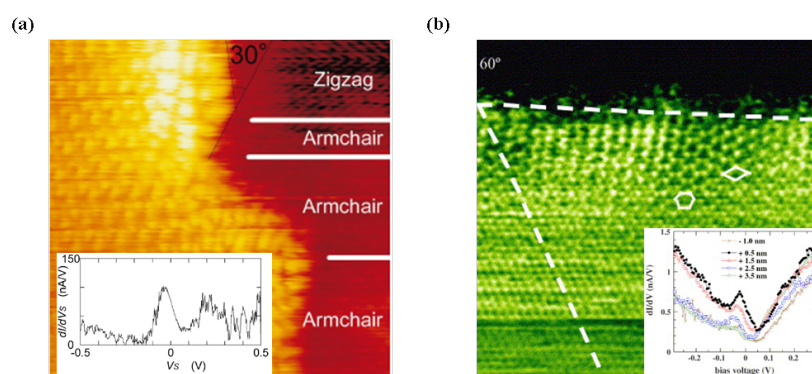 (a)
30°
Zigzag
Armchair
Armchair
Armchair
150
0
dI/dVs (nA/V)
-0.5 0 0.5
Vs (V)
(b)
60°
1.5
1
0.5
0
dI/dV (nA/V)
- 1.0 nm
+ 0.5 nm
+ 1.5 nm
+ 2.5 nm
+ 3.5 nm
-0.2 -0.1 0 0.1 0.2
bias voltage (V)